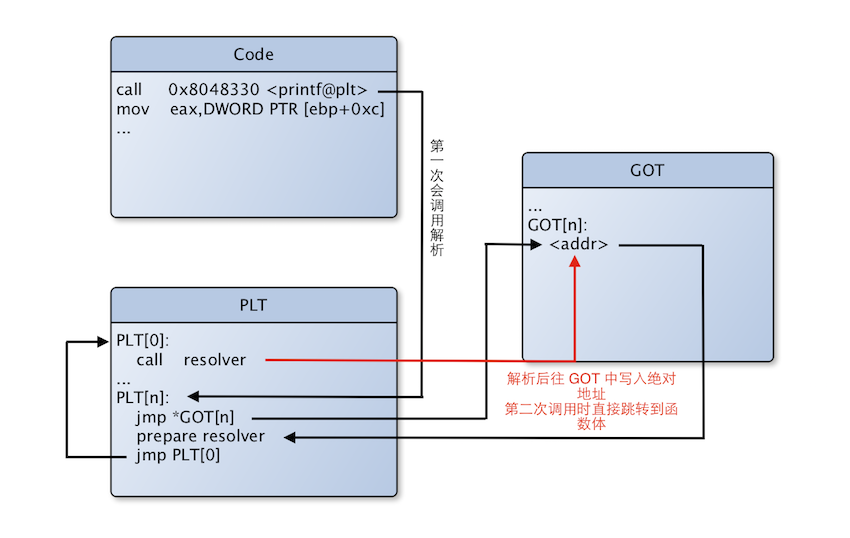 Code
call 0x8048330 <printf@plt>
mov eax,DWORD PTR [ebp+0xc]
...
第一次会调用解析
GOT
...
GOT[n]:
<addr>
PLT
PLT[0]:
call resolver
...
PLT[n]:
jmp *GOT[n]
prepare resolver
jmp PLT[0]
解析后往 GOT 中写入绝对
地址
第二次调用时直接跳转到函
数体